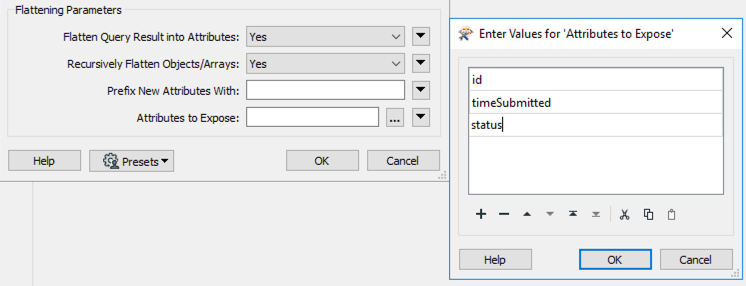 Flattening Parameters
Flatten Query Result into Attributes: Yes
Recursively Flatten Objects/Arrays: Yes
Prefix New Attributes With:
Attributes to Expose: ...
Help Presets OK Cancel
Enter Values for 'Attributes to Expose'
id
timeSubmitted
status
Help OK Cancel